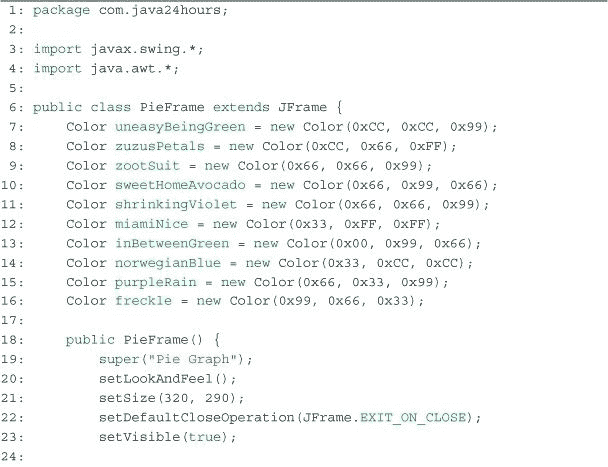 1: package com.java24hours;
2:
3: import javax.swing.*;
4: import java.awt.*;
5:
6: public class PieFrame extends JFrame {
7:     Color uneasyBeingGreen = new Color(0xCC, 0xCC, 0x99);
8:     Color zuzusPetals = new Color(0xCC, 0x66, 0xFF);
9:     Color zootSuit = new Color(0x66, 0x66, 0x99);
10:     Color sweetHomeAvocado = new Color(0x66, 0x99, 0x66);
11:     Color shrinkingViolet = new Color(0x66, 0x66, 0x99);
12:     Color miamiNice = new Color(0x33, 0xFF, 0xFF);
13:     Color inBetweenGreen = new Color(0x00, 0x99, 0x66);
14:     Color norwegianBlue = new Color(0x33, 0xCC, 0xCC);
15:     Color purpleRain = new Color(0x66, 0x33, 0x99);
16:     Color freckle = new Color(0x99, 0x66, 0x33);
17:
18:     public PieFrame() {
19:         super("Pie Graph");
20:         setLookAndFeel();
21:         setSize(320, 290);
22:         setDefaultCloseOperation(JFrame.EXIT_ON_CLOSE);
23:         setVisible(true);
24: